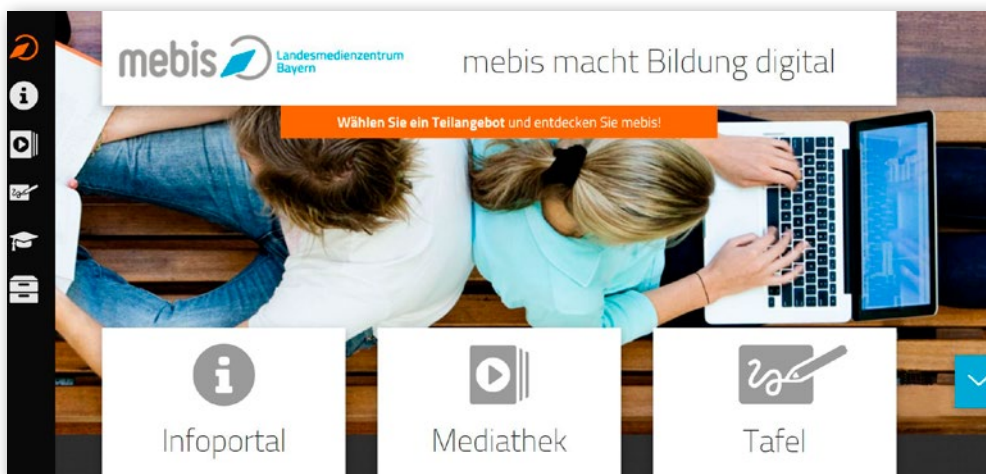 mebis
Landesmedienzentrum
Bayern
mebis macht Bildung digital
Wählen Sie ein Teilangebot und entdecken Sie mebis!
Infoportal
Mediathek
Tafel